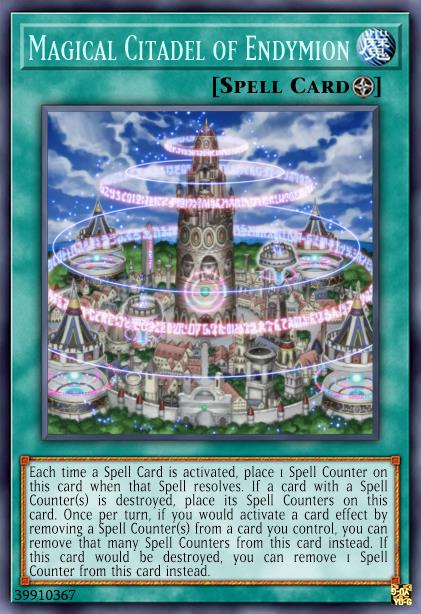 Magical Citadel of Endymion
魔
[Spell Card]
Each time a Spell Card is activated, place 1 Spell Counter on
this card when that Spell resolves. If a card with a Spell
Counter(s) is destroyed, place its Spell Counters on this
card. Once per turn, if you would activate a card effect by
removing a Spell Counter(s) from a card you control, you can
remove that many Spell Counters from this card instead. If
this card would be destroyed, you can remove 1 Spell
Counter from this card instead.
39910367